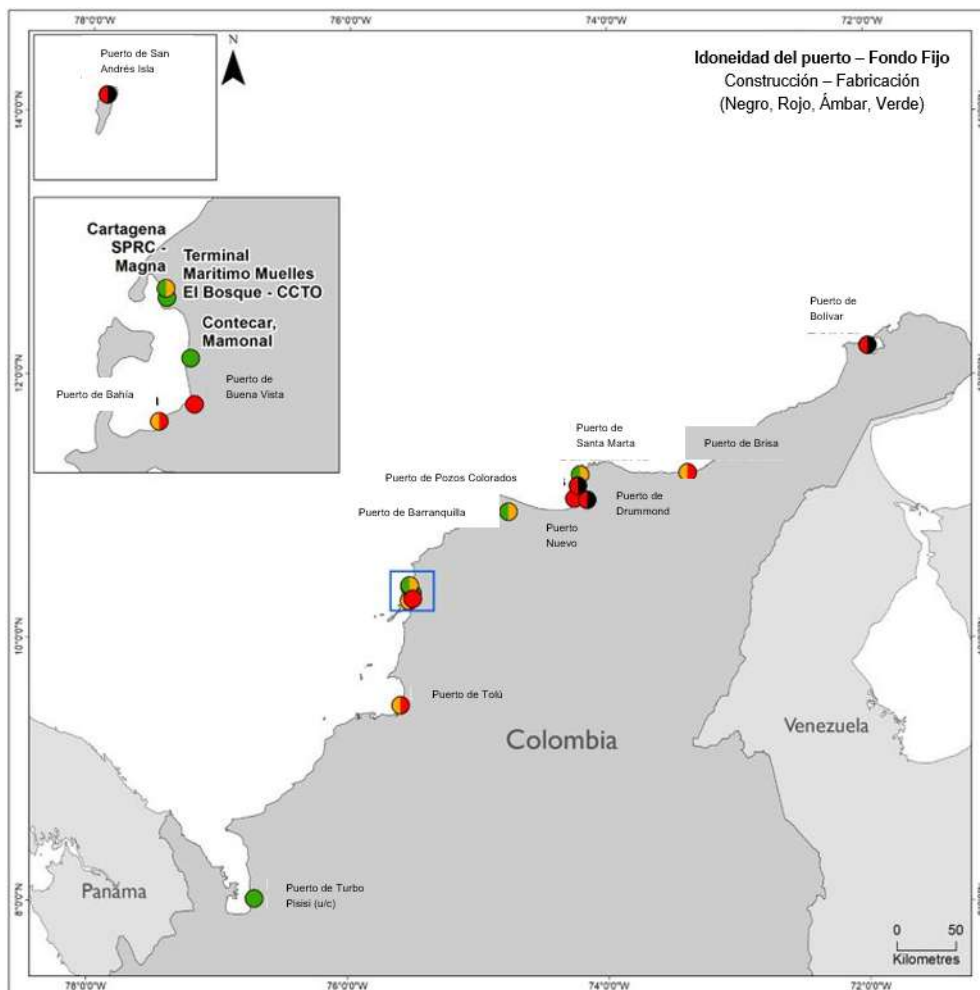 78°0'0"W
76°0'0"W
74°0'0"W
72°0'0"W
Idoneidad del puerto – Fondo Fijo
Construcción – Fabricación
(Negro, Rojo, Ámbar, Verde)
N
Puerto de San
Andrés Isla
14°0'0"N
Cartagena
SPRC -
Magna
Terminal
Maritimo Muelles
El Bosque - CCTO
Contecar,
Mamonal
Puerto de Bahía
Puerto de
Buena Vista
Puerto de
Bolívar
12°0'0"N
Puerto de
Santa Marta
Puerto de Brisa
Puerto de Pozos Colorados
Puerto de Barranquilla
Puerto de
Drummond
Puerto
Nuevo
10°0'0"N
Puerto de Tolú
Colombia
Venezuela
Panama
Puerto de Turbo
Pisisi (u/c)
8°0'0"N
0 50
Kilometres
78°0'0"W
76°0'0"W
74°0'0"W
72°0'0"W